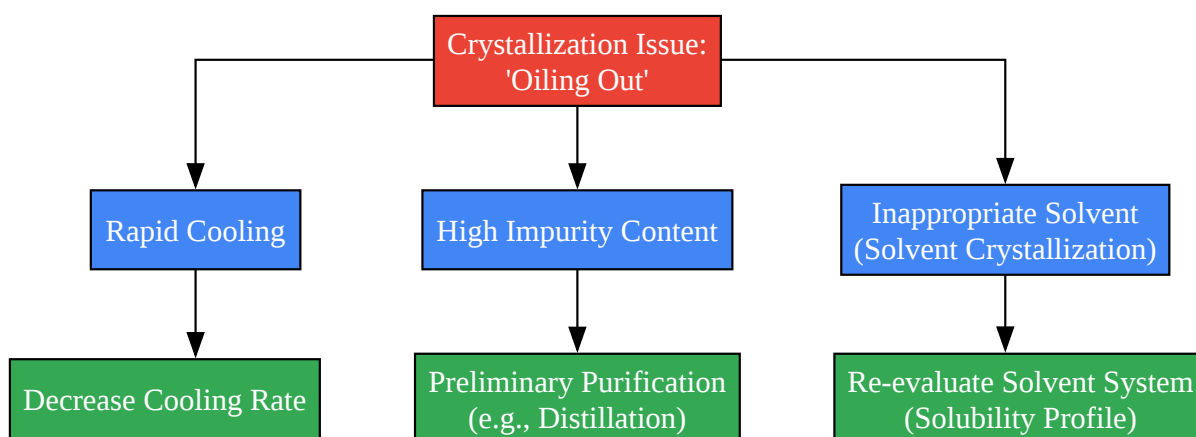 Crystallization Issue:
'Oiling Out'
Rapid Cooling
High Impurity Content
Inappropriate Solvent
(Solvent Crystallization)
Decrease Cooling Rate
Preliminary Purification
(e.g., Distillation)
Re-evaluate Solvent System
(Solubility Profile)